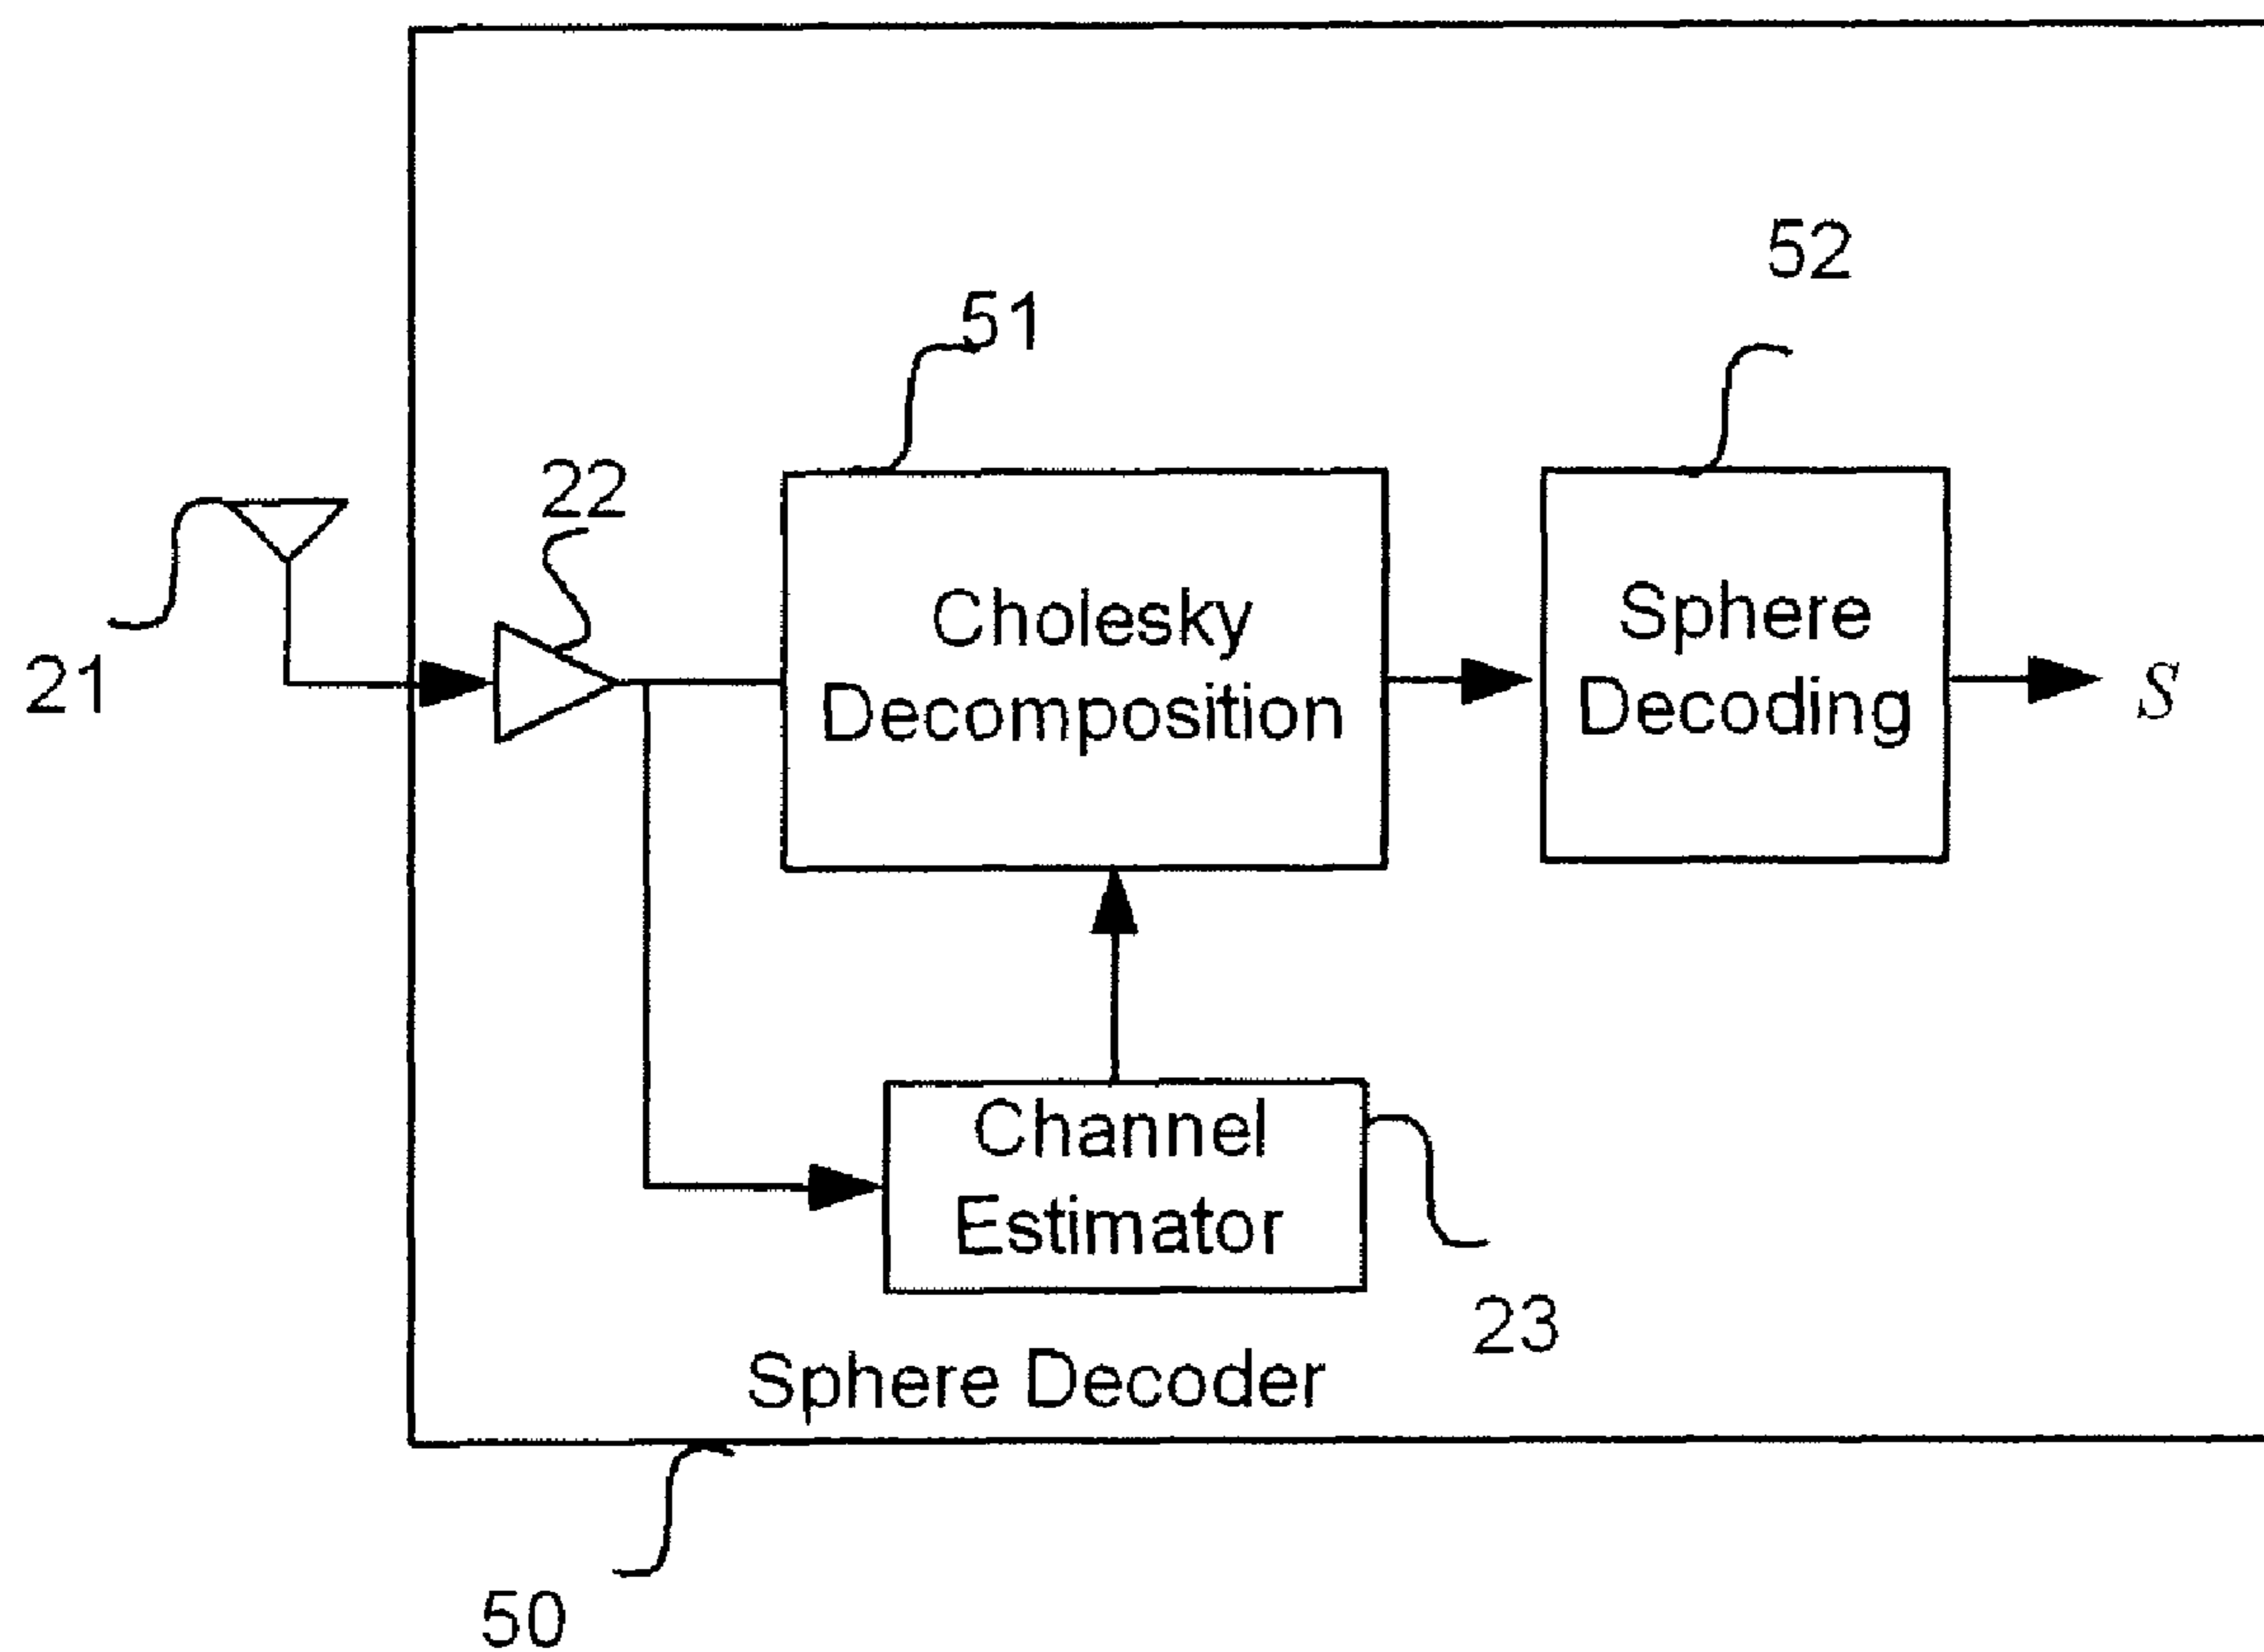 52
51
22
Cholesky
Decomposition
Sphere
Decoding
S
21
Channel
Estimator
23
Sphere Decoder
50